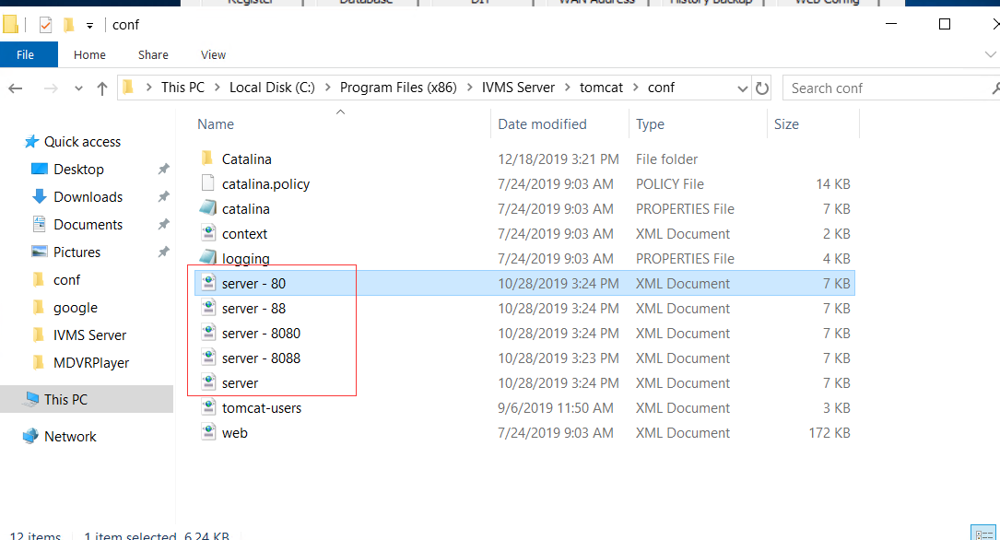 Register Database DIY WAN Address History Backup Web Config
conf
File Home Share View
This PC Local Disk (C:) Program Files (x86) IVMS Server tomcat conf Search conf
Name Date modified Type Size
Quick access
Desktop
Downloads
Documents
Pictures
conf
google
IVMS Server
MDVRPlayer
This PC
Network
Catalina 12/18/2019 3:21 PM File folder
catalina.policy 7/24/2019 9:03 AM POLICY File 14 KB
catalina 7/24/2019 9:03 AM PROPERTIES File 7 KB
context 7/24/2019 9:03 AM XML Document 2 KB
logging 7/24/2019 9:03 AM PROPERTIES File 4 KB
server - 80 10/28/2019 3:24 PM XML Document 7 KB
server - 88 10/28/2019 3:24 PM XML Document 7 KB
server - 8080 10/28/2019 3:24 PM XML Document 7 KB
server - 8088 10/28/2019 3:23 PM XML Document 7 KB
server 10/28/2019 3:24 PM XML Document 7 KB
tomcat-users 9/6/2019 11:50 AM XML Document 3 KB
web 7/24/2019 9:03 AM XML Document 172 KB
12 items 1 item selected 6.24 KB